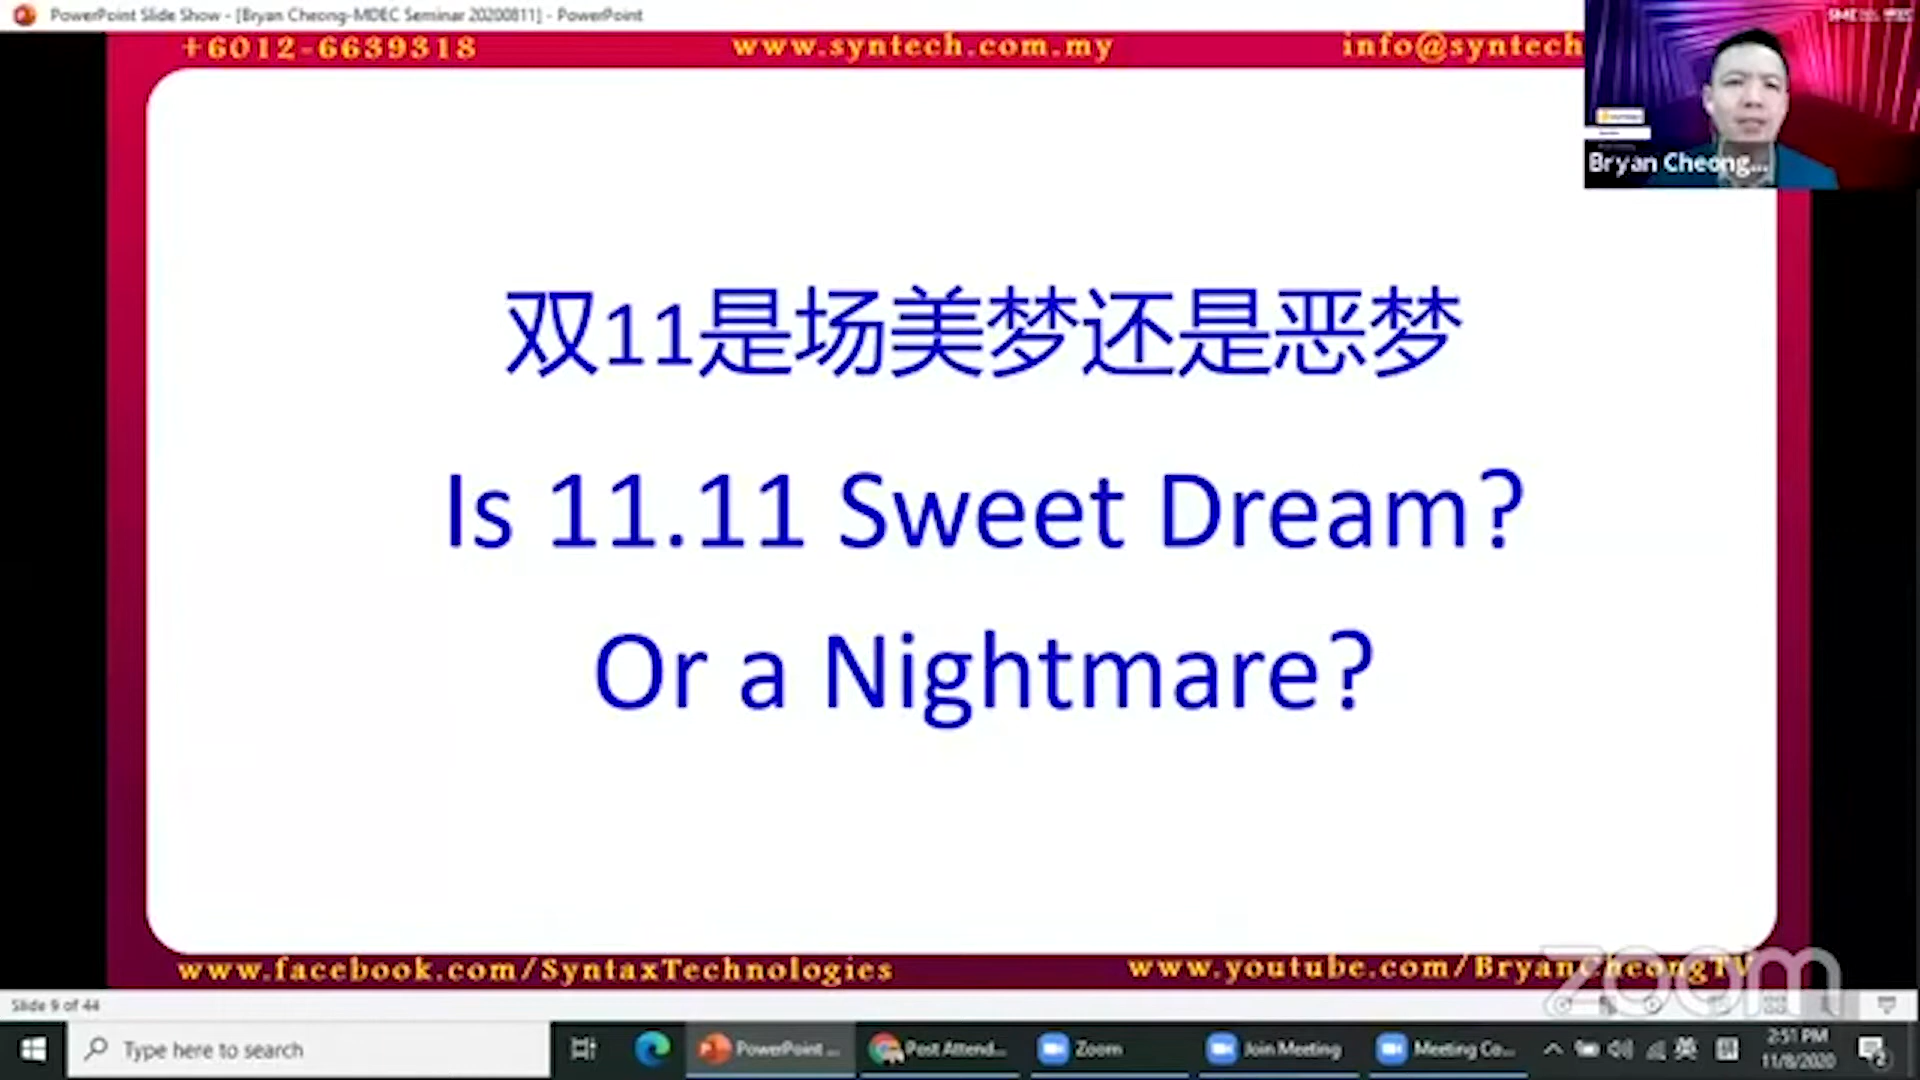 PowerPoint Slide Show - [Bryan Cheong-MDEC Seminar 20200811] - PowerPoint
+6012-6639318 www.syntech.com.my info@syntech
Bryan Cheong...
双11是场美梦还是恶梦
Is 11.11 Sweet Dream?
Or a Nightmare?
www.facebook.com/SyntaxTechnologies www.youtube.com/BryanCheongTV
zoom
Slide 9 of 44
Type here to search PowerPoint ... Post Attend... Zoom Join Meeting Meeting Co... 英 2:51 PM
11/8/2020
2